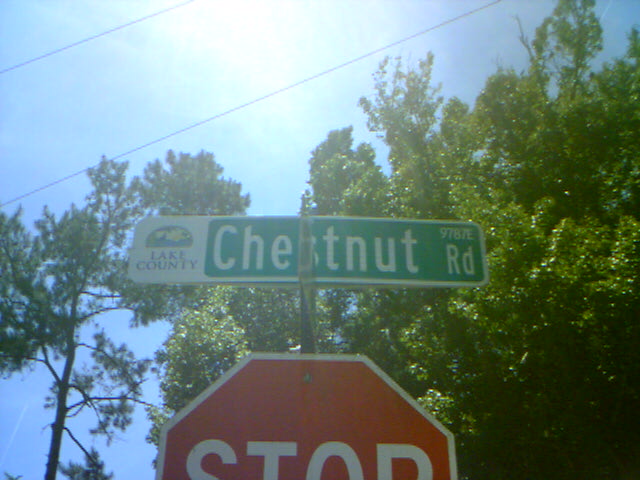 LAKE
COUNTY
Chestnut Rd
9787E
STOP